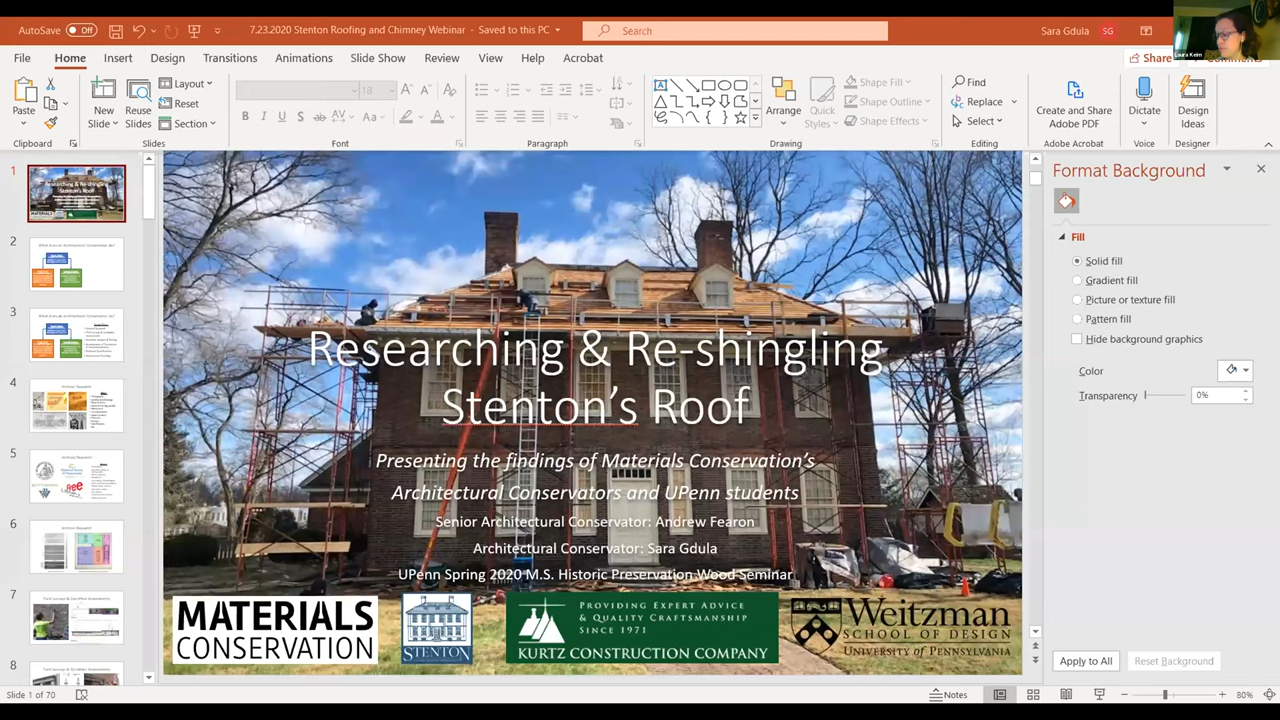 AutoSave Off 7.23.2020 Stenton Roofing and Chimney Webinar - Saved to this PC Search Sara Gdula SG
Laura Keim
File Home Insert Design Transitions Animations Slide Show Review View Help Acrobat Share Comments
Paste New Slide Reuse Slides Layout Reset Section 18 Arrange Quick Styles Shape Fill Shape Outline Shape Effects Find Replace Select Create and Share Adobe PDF Dictate Design Ideas
Clipboard Slides Font Paragraph Drawing Editing Adobe Acrobat Voice Designer
1
2
3
4
5
6
7
8
Researching & Re-shingling
Stenton's Roof
Presenting the findings of Materials Conservation's
Architectural Conservators and UPenn students
Senior Architectural Conservator: Andrew Fearon
Architectural Conservator: Sara Gdula
UPenn Spring 2020 M.S. Historic Preservation Wood Seminar
MATERIALS
CONSERVATION
STENTON
PROVIDING EXPERT ADVICE
& QUALITY CRAFTSMANSHIP
SINCE 1971
KURTZ CONSTRUCTION COMPANY
Weitzman
SCHOOL OF DESIGN
UNIVERSITY OF PENNSYLVANIA
Format Background
Fill
Solid fill
Gradient fill
Picture or texture fill
Pattern fill
Hide background graphics
Color
Transparency 0%
Apply to All Reset Background
Slide 1 of 70 Notes 80%